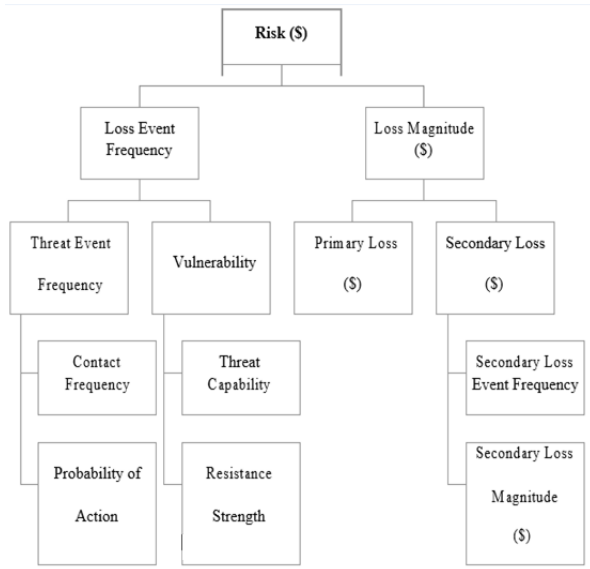 Risk ($)
Loss Event
Frequency
Loss Magnitude
($)
Threat Event
Frequency
Vulnerability
Primary Loss
($)
Secondary Loss
($)
Contact
Frequency
Threat
Capability
Secondary Loss
Event Frequency
Probability of
Action
Resistance
Strength
Secondary Loss
Magnitude
($)